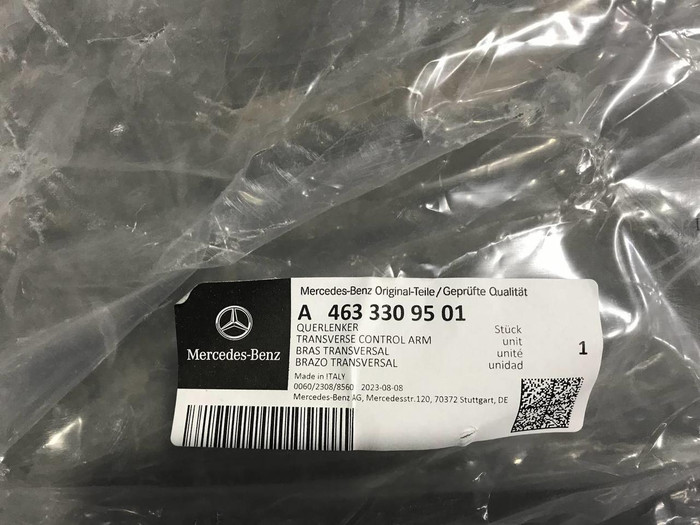 Mercedes-Benz Original-Teile/Geprüfte Qualität
A 463 330 95 01
QUERLENKER Stück
TRANSVERSE CONTROL ARM unit
BRAS TRANSVERSAL unité 1
BRAZO TRANSVERSAL unidad
Mercedes-Benz
Made in ITALY
0060/2308/8560 2023-08-08
Mercedes-Benz AG, Mercedesstr.120, 70372 Stuttgart, DE